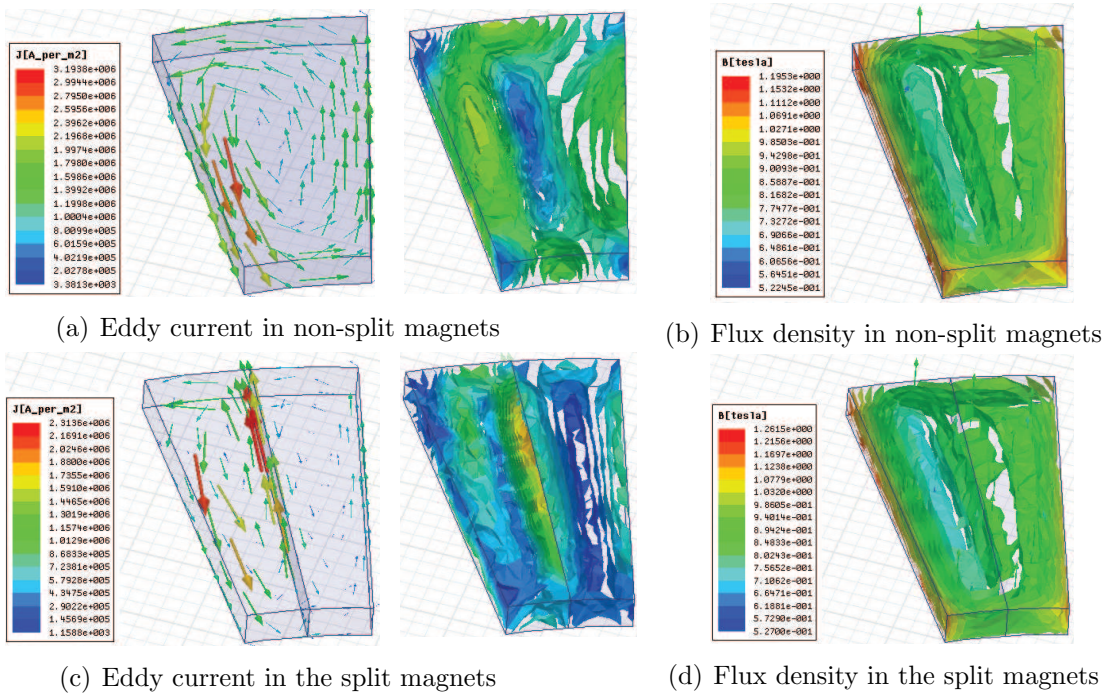 J[A_per_m2]
3.1938e+006
2.9944e+006
2.7950e+006
2.5956e+006
2.3962e+006
2.1968e+006
1.9974e+006
1.7980e+006
1.5986e+006
1.3992e+006
1.1998e+006
1.0004e+006
8.0099e+005
6.0159e+005
4.0219e+005
2.0278e+005
3.3813e+003
B[tesla]
1.1953e+000
1.1532e+000
1.1112e+000
1.0691e+000
1.0271e+000
9.8503e-001
9.4298e-001
9.0093e-001
8.5887e-001
8.1682e-001
7.7477e-001
7.3272e-001
6.9066e-001
6.4861e-001
6.0656e-001
5.6451e-001
5.2245e-001
(a) Eddy current in non-split magnets
(b) Flux density in non-split magnets
J[A_per_m2]
2.3136e+006
2.1691e+006
2.0246e+006
1.8800e+006
1.7355e+006
1.5910e+006
1.4465e+006
1.3019e+006
1.1574e+006
1.0129e+006
8.6833e+005
7.2381e+005
5.7928e+005
4.3475e+005
2.9022e+005
1.4569e+005
1.1588e+003
B[tesla]
1.2615e+000
1.2156e+000
1.1697e+000
1.1238e+000
1.0779e+000
1.0320e+000
9.8605e-001
9.4014e-001
8.9424e-001
8.4833e-001
8.0243e-001
7.5652e-001
7.1062e-001
6.6471e-001
6.1881e-001
5.7290e-001
5.2700e-001
(c) Eddy current in the split magnets
(d) Flux density in the split magnets